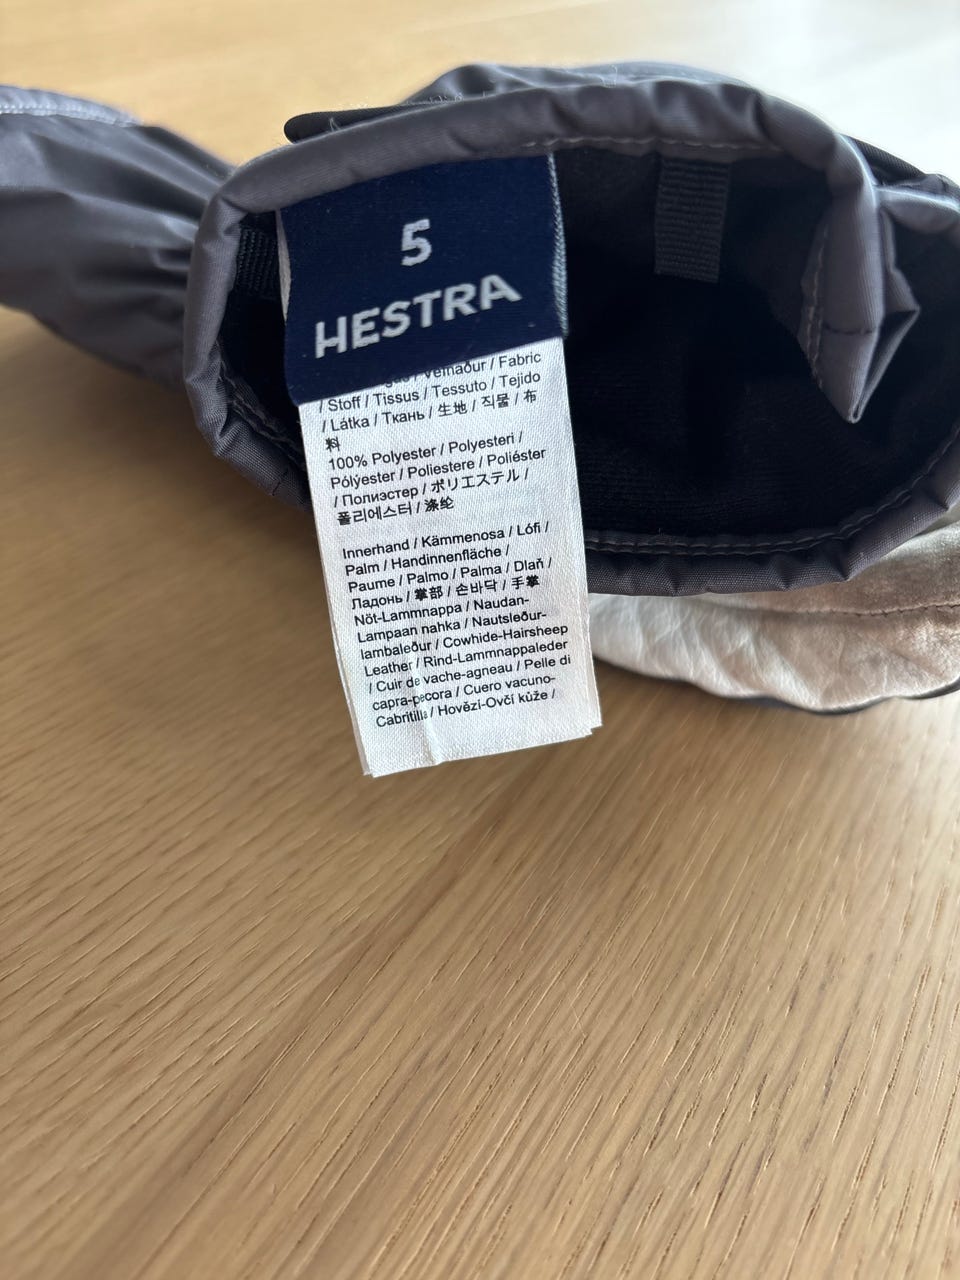 5
HESTRA
/ Fabric
/ Stoff / Tissus / Tessuto / Tejido
/ Látka / Ткань / 生地 / 직물 / 布
料
100% Polyester / Polyesteri /
Pólýester / Poliestere / Poliéster
/ Полиэстер / ポリエステル /
폴리에스터 / 涤纶
Innerhand / Kämmenosa / Lófi /
Palm / Handinnenfläche /
Paume / Palmo / Palma / Dlaň /
Ладонь / 掌部 / 손바닥 / 手掌
Nöt-Lammnappa / Naudan-
Lampaan nahka / Nautsleður-
lambaleður / Cowhide-Hairsheep
Leather / Rind-Lammnappaleder
/ Cuir de vache-agneau / Pelle di
capra-pecora / Cuero vacuno-
Cabritilla / Hovězí-Ovčí kůže /